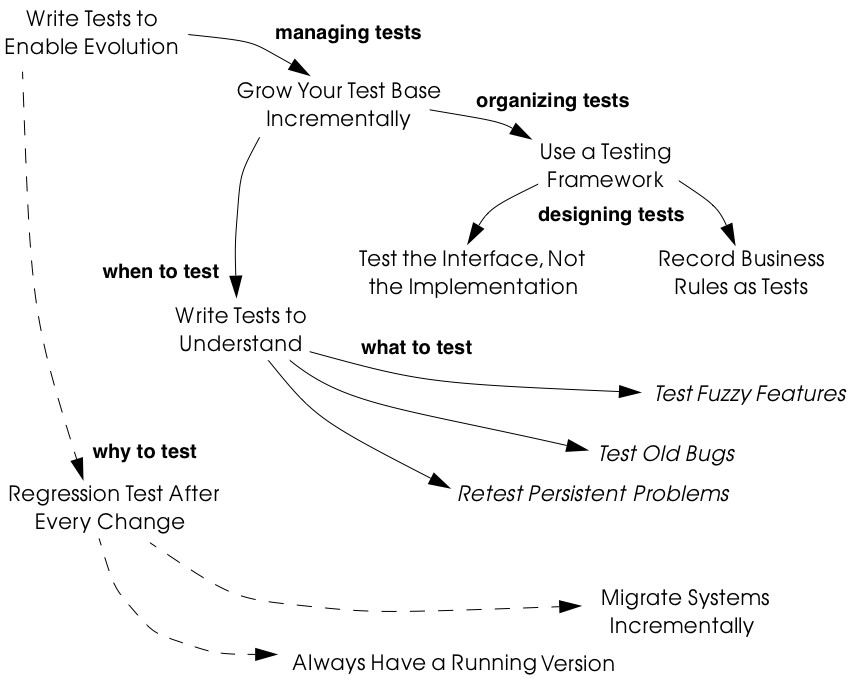 Write Tests to
Enable Evolution
managing tests
Grow Your Test Base
Incrementally
organizing tests
Use a Testing
Framework
designing tests
Test the Interface, Not
the Implementation
Record Business
Rules as Tests
when to test
Write Tests to
Understand
what to test
Test Fuzzy Features
Test Old Bugs
Retest Persistent Problems
why to test
Regression Test After
Every Change
Migrate Systems
Incrementally
Always Have a Running Version